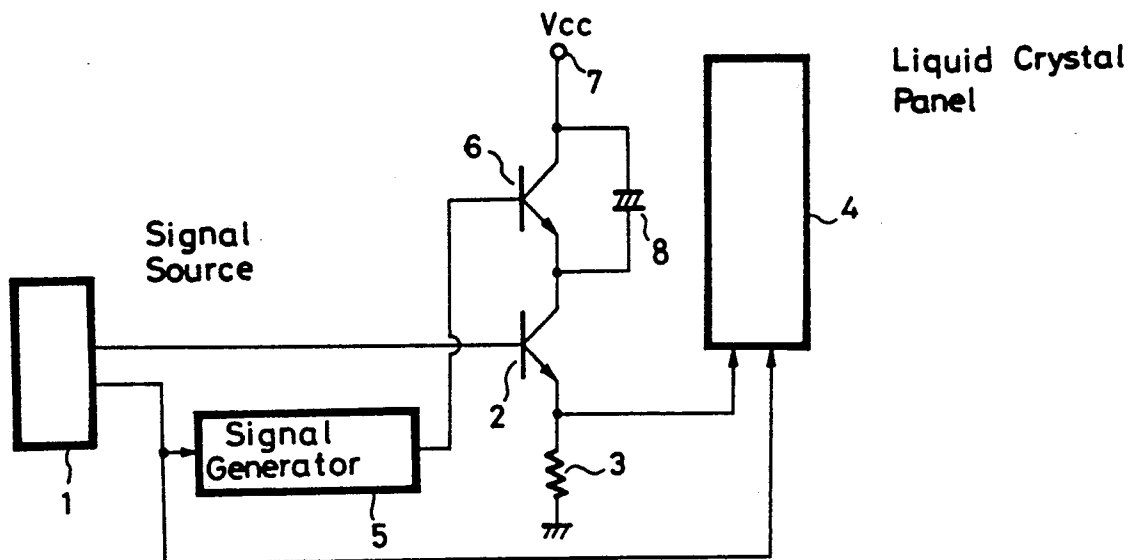 Vcc
7
Liquid Crystal
Panel
6
4
8
Signal
Source
2
Signal
Generator
3
1
5